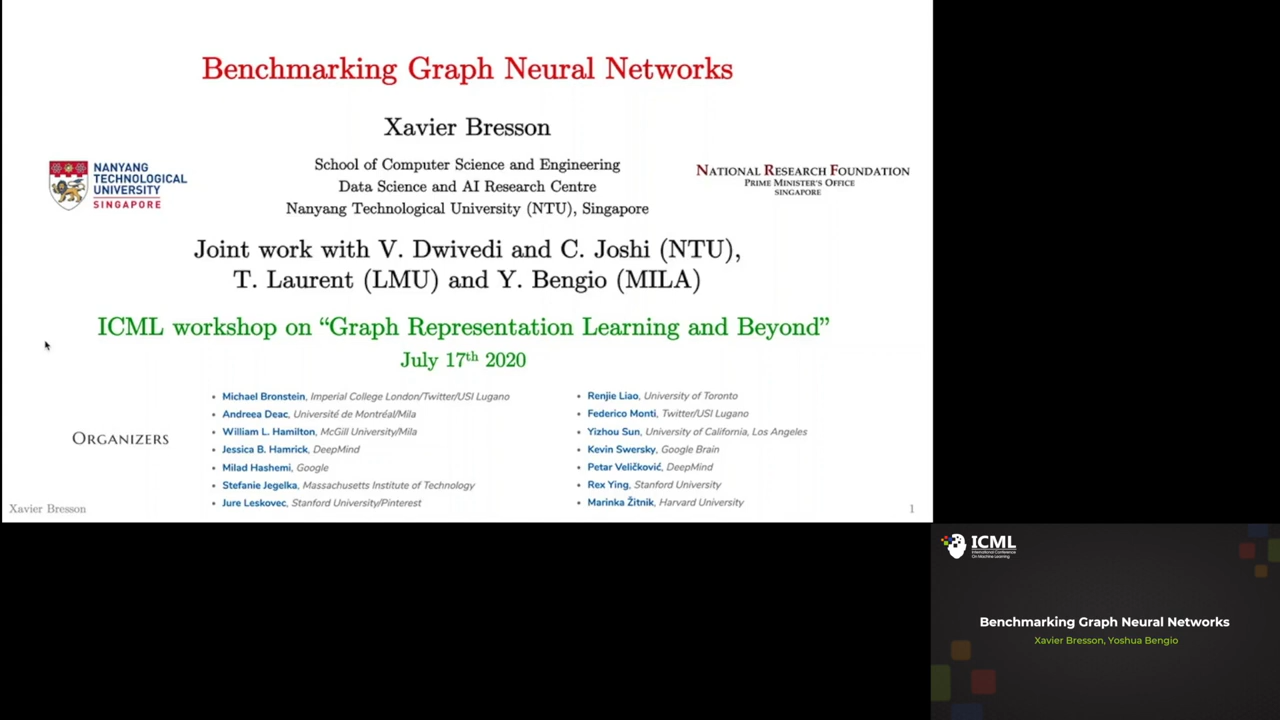 Benchmarking Graph Neural Networks
Xavier Bresson
NANYANG
TECHNOLOGICAL
UNIVERSITY
SINGAPORE
School of Computer Science and Engineering
Data Science and AI Research Centre
Nanyang Technological University (NTU), Singapore
NATIONAL RESEARCH FOUNDATION
PRIME MINISTER'S OFFICE
SINGAPORE
Joint work with V. Dwivedi and C. Joshi (NTU),
T. Laurent (LMU) and Y. Bengio (MILA)
ICML workshop on “Graph Representation Learning and Beyond”
July 17th 2020
ORGANIZERS
• Michael Bronstein, Imperial College London/Twitter/USI Lugano
• Andreea Deac, Université de Montréal/Mila
• William L. Hamilton, McGill University/Mila
• Jessica B. Hamrick, DeepMind
• Milad Hashemi, Google
• Stefanie Jegelka, Massachusetts Institute of Technology
• Jure Leskovec, Stanford University/Pinterest
• Renjie Liao, University of Toronto
• Federico Monti, Twitter/USI Lugano
• Yizhou Sun, University of California, Los Angeles
• Kevin Swersky, Google Brain
• Petar Veličković, DeepMind
• Rex Ying, Stanford University
• Marinka Žitnik, Harvard University
Xavier Bresson
1
ICML
International Conference
On Machine Learning
Benchmarking Graph Neural Networks
Xavier Bresson, Yoshua Bengio